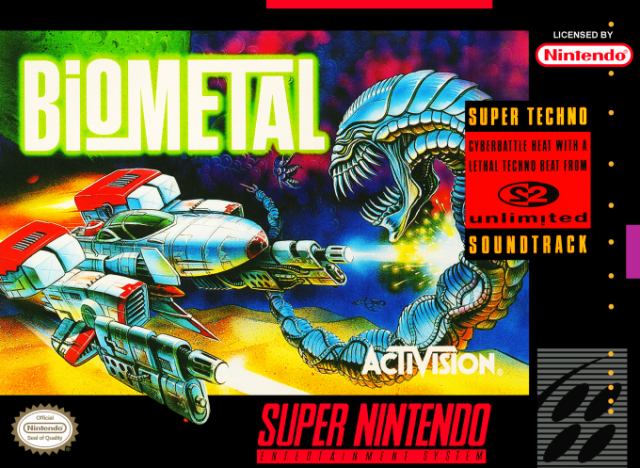 LICENSED BY
Nintendo®
BiOMETAL
SUPER TECHNO
CYBERBATTLE HEAT WITH A
LETHAL TECHNO BEAT FROM
2
unlimited
SOUNDTRACK
ACTIVISION®
Official
Nintendo
Seal of Quality
SUPER NINTENDO
ENTERTAINMENT SYSTEM